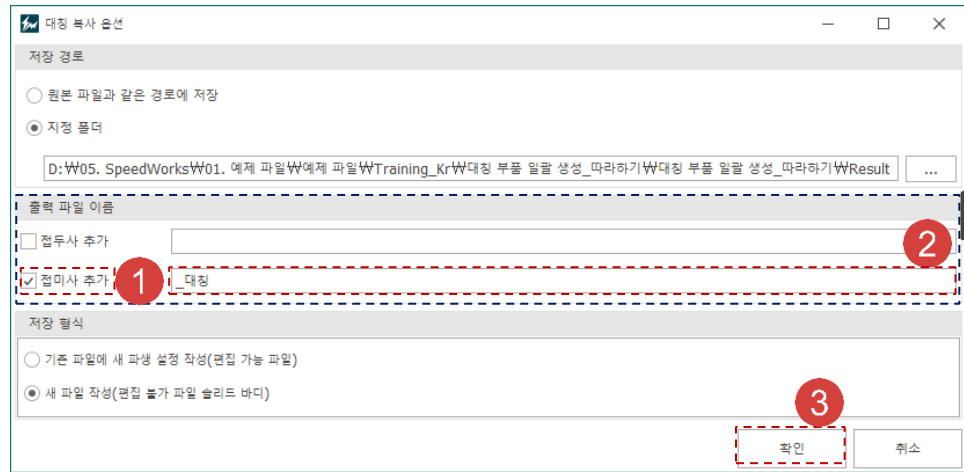 대칭 복사 옵션
저장 경로
원본 파일과 같은 경로에 저장
지정 폴더
D:₩05. SpeedWorks₩01. 예제 파일₩예제 파일₩Training_Kr₩대칭 부품 일괄 생성_따라하기₩대칭 부품 일괄 생성_따라하기₩Result
...
출력 파일 이름
접두사 추가
2
접미사 추가 1 _대칭
저장 형식
기존 파일에 새 파생 설정 작성(편집 가능 파일)
새 파일 작성(편집 불가 파일 솔리드 바디)
3
확인 취소